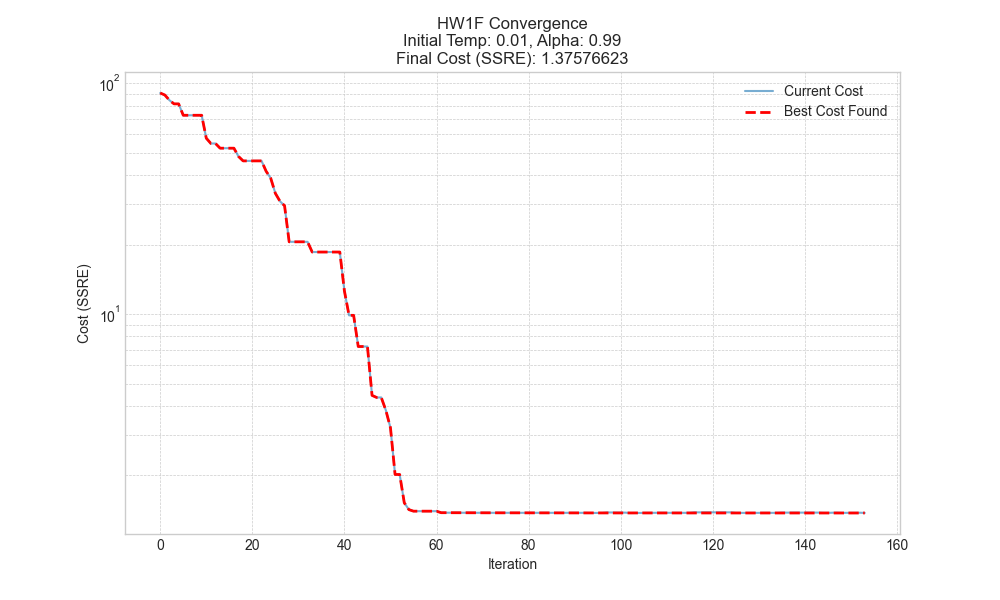 HW1F Convergence
Initial Temp: 0.01, Alpha: 0.99
Final Cost (SSRE): 1.37576623
10²
Current Cost
Best Cost Found
Cost (SSRE)
10¹
0 20 40 60 80 100 120 140 160
Iteration